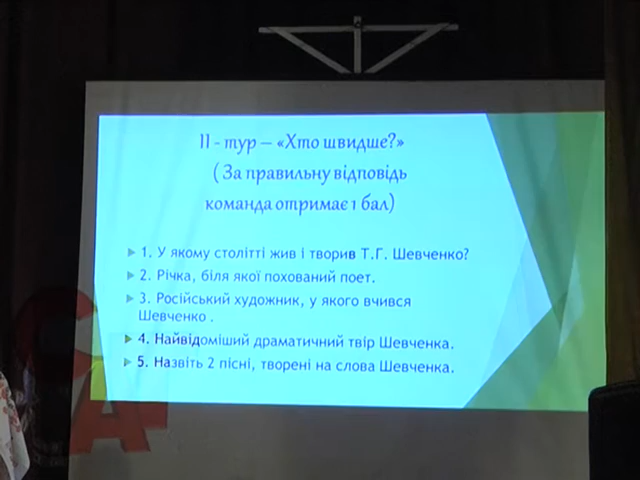 II - тур – «Хто швидше?»
( За правильну відповідь
команда отримає 1 бал)
1. У якому столітті жив і творив Т.Г. Шевченко?
2. Річка, біля якої похований поет.
3. Російський художник, у якого вчився
Шевченко .
4. Найвідоміший драматичний твір Шевченка.
5. Назвіть 2 пісні, творені на слова Шевченка.